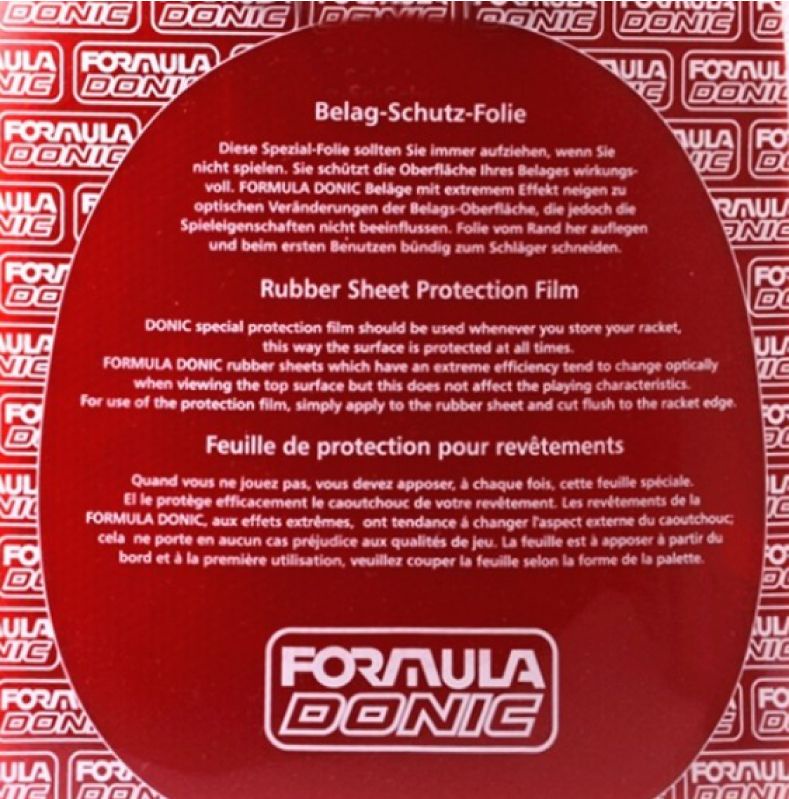 Belag-Schutz-Folie
Diese Spezial-Folie sollten Sie immer aufziehen, wenn Sie
nicht spielen. Sie schützt die Oberfläche Ihres Belages wirkungs-
voll. FORMULA DONIC Beläge mit extremem Effekt neigen zu
optischen Veränderungen der Belags-Oberfläche, die jedoch die
Spieleigenschaften nicht beeinflussen. Folie vom Rand her auflegen
und beim ersten Benutzen bündig zum Schläger schneiden.
Rubber Sheet Protection Film
DONIC special protection film should be used whenever you store your racket,
this way the surface is protected at all times.
FORMULA DONIC rubber sheets which have an extreme efficiency tend to change optically
when viewing the top surface but this does not affect the playing characteristics.
For use of the protection film, simply apply to the rubber sheet and cut flush to the racket edge.
Feuille de protection pour revêtements
Quand vous ne jouez pas, vous devez apposer, à chaque fois, cette feuille spéciale.
El le protège efficacement le caoutchouc de votre revêtement. Les revêtements de la
FORMULA DONIC, aux effets extrêmes, ont tendance á changer l'aspect externe du caoutchouc;
cela ne porte en aucun cas préjudice aux qualités de jeu. La feuille est à apposer à partir du
bord et à la première utilisation, veuillez couper la feuille selon la forme de la palette.
FORMULA
DONIC